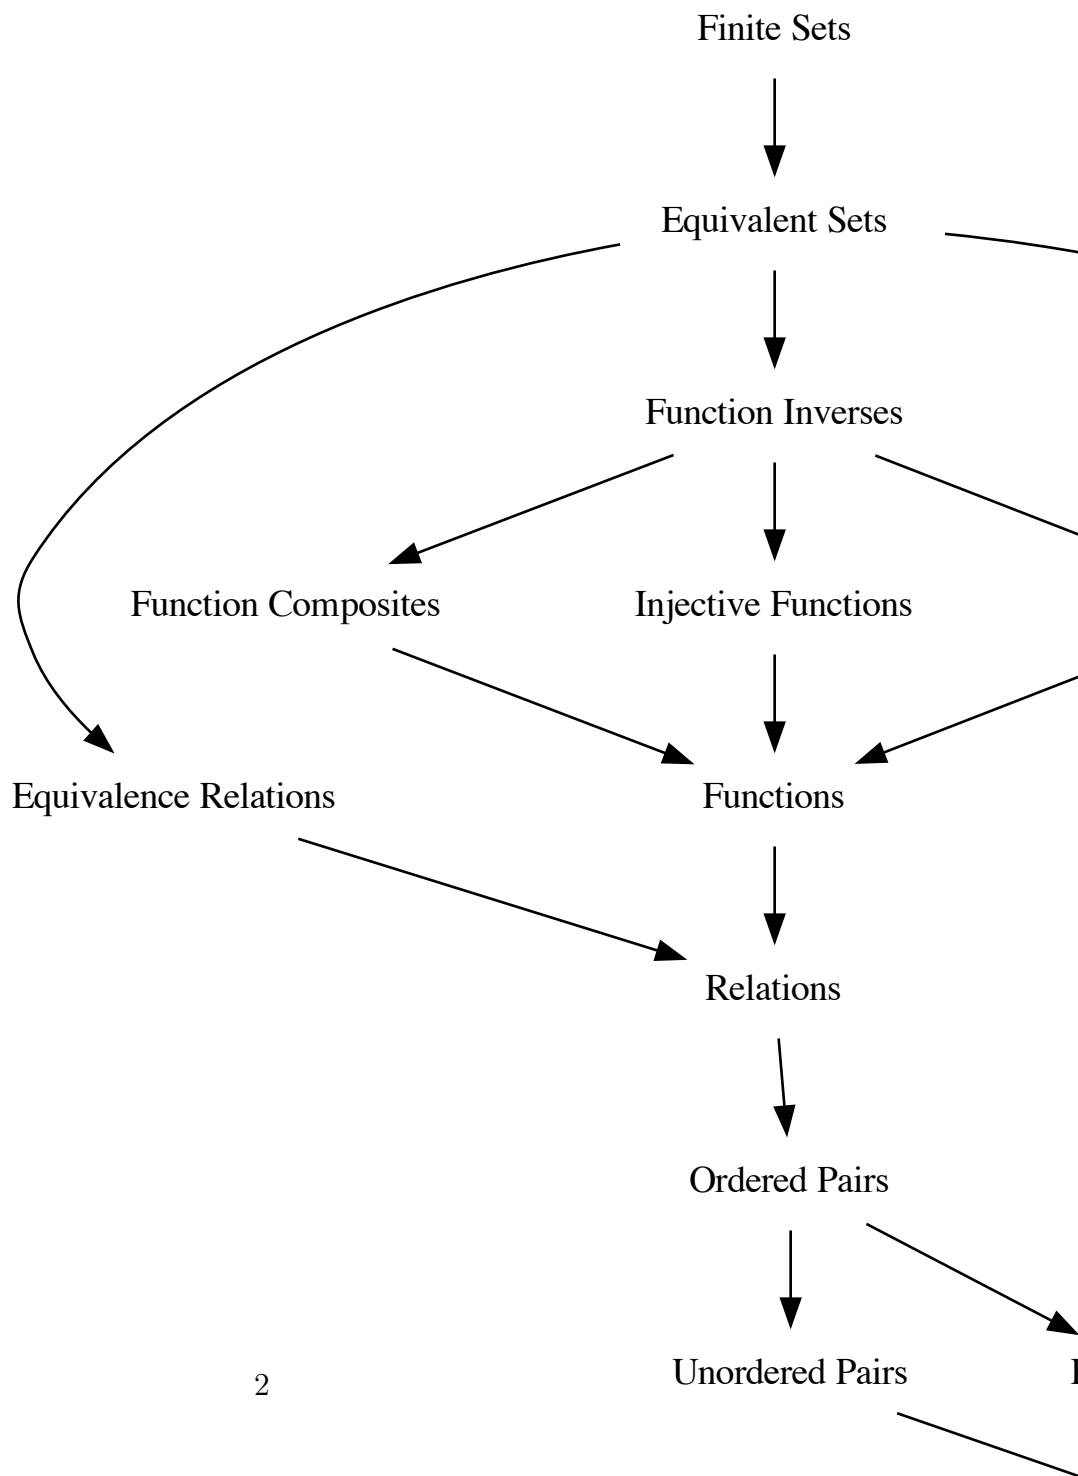 Finite Sets
Equivalent Sets
Function Inverses
Function Composites
Injective Functions
Equivalence Relations
Functions
Relations
Ordered Pairs
Unordered Pairs
2